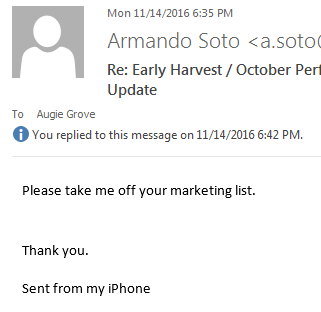 Mon 11/14/2016 6:35 PM
Armando Soto <a.soto
Re: Early Harvest / October
Update
To Augie Grove
You replied to this message on 11/14/2016 6:42 PM.
Please take me off your marketing list.
Thank you.
Sent from my iPhone